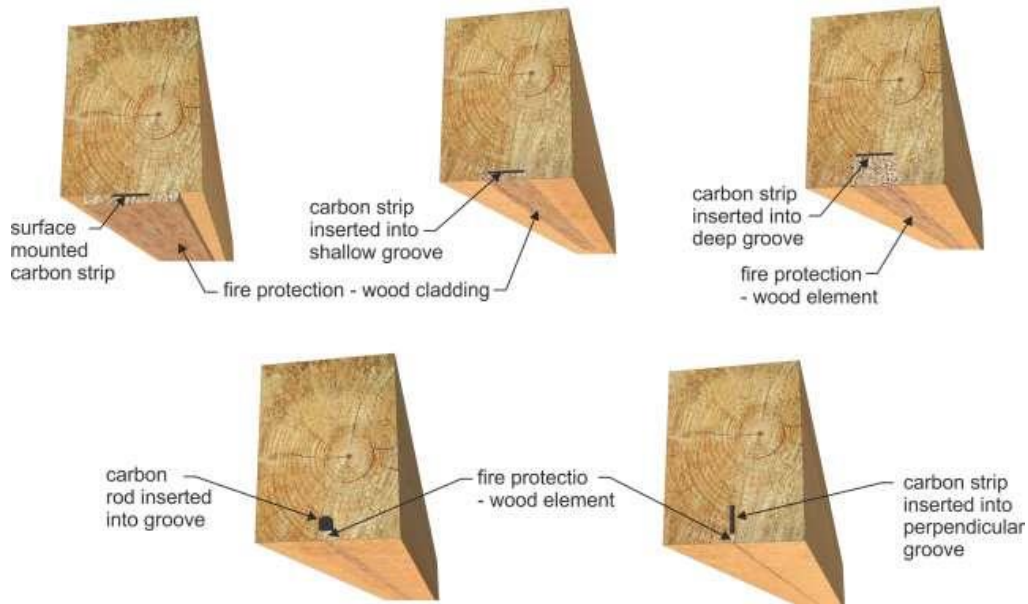 surface
mounted
carbon strip
carbon strip
inserted into
shallow groove
carbon strip
inserted into
deep groove
fire protection - wood cladding
fire protection
- wood element
carbon
rod inserted
into groove
fire protectio
- wood element
carbon strip
inserted into
perpendicular
groove